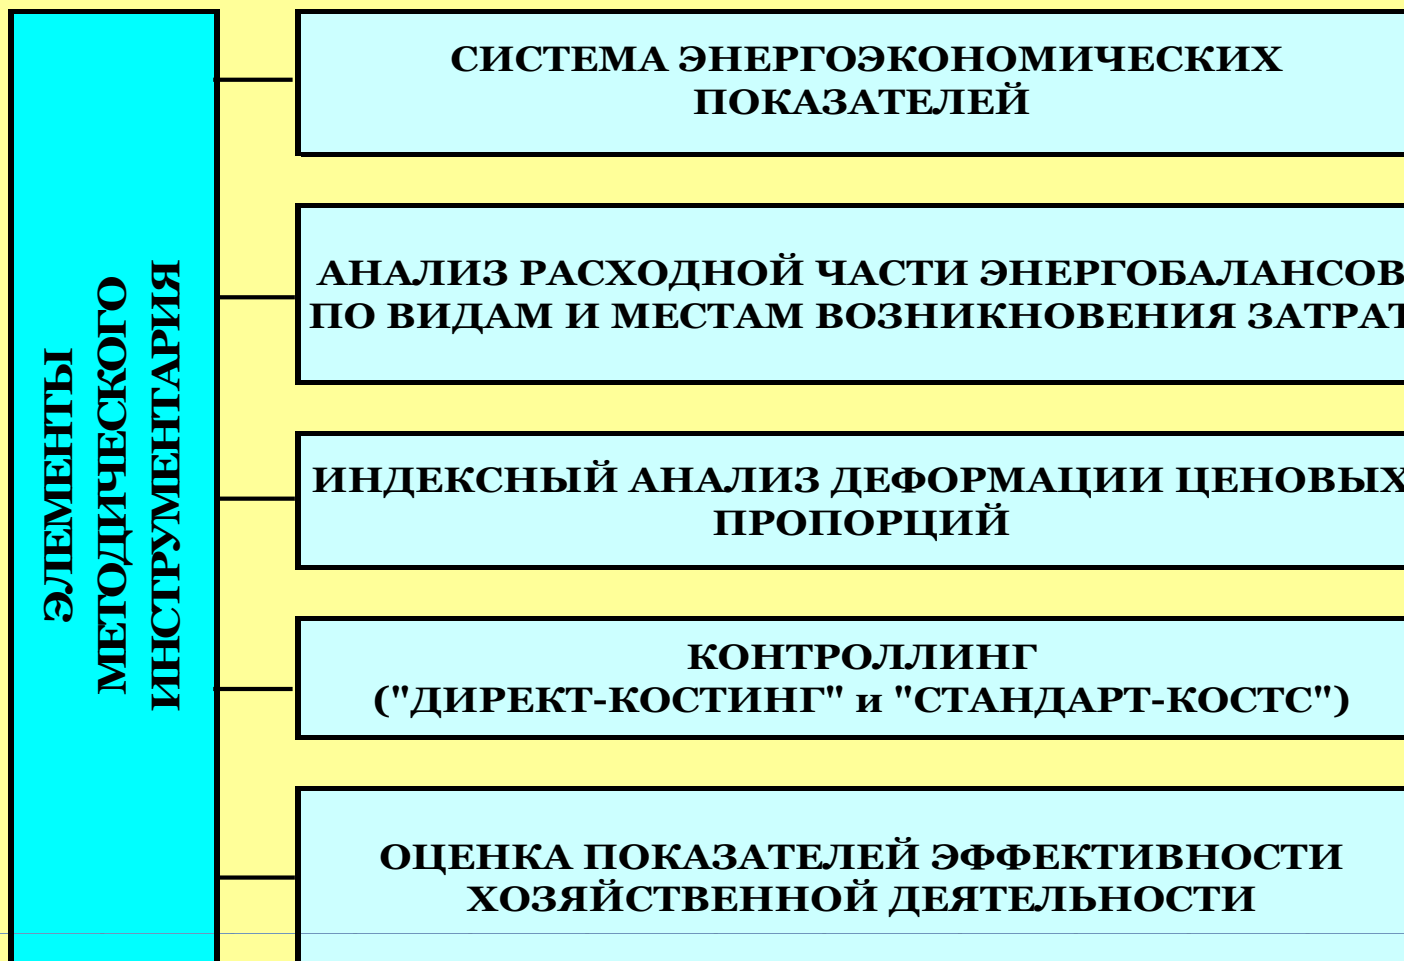 ЭЛЕМЕНТЫ
МЕТОДИЧЕСКОГО
ИНСТРУМЕНТАРИЯ
СИСТЕМА ЭНЕРГОЭКОНОМИЧЕСКИХ
ПОКАЗАТЕЛЕЙ
АНАЛИЗ РАСХОДНОЙ ЧАСТИ ЭНЕРГОБАЛАНСОВ
ПО ВИДАМ И МЕСТАМ ВОЗНИКНОВЕНИЯ ЗАТРАТ
ИНДЕКСНЫЙ АНАЛИЗ ДЕФОРМАЦИИ ЦЕНОВЫХ
ПРОПОРЦИЙ
КОНТРОЛЛИНГ
("ДИРЕКТ-КОСТИНГ" и "СТАНДАРТ-КОСТС")
ОЦЕНКА ПОКАЗАТЕЛЕЙ ЭФФЕКТИВНОСТИ
ХОЗЯЙСТВЕННОЙ ДЕЯТЕЛЬНОСТИ